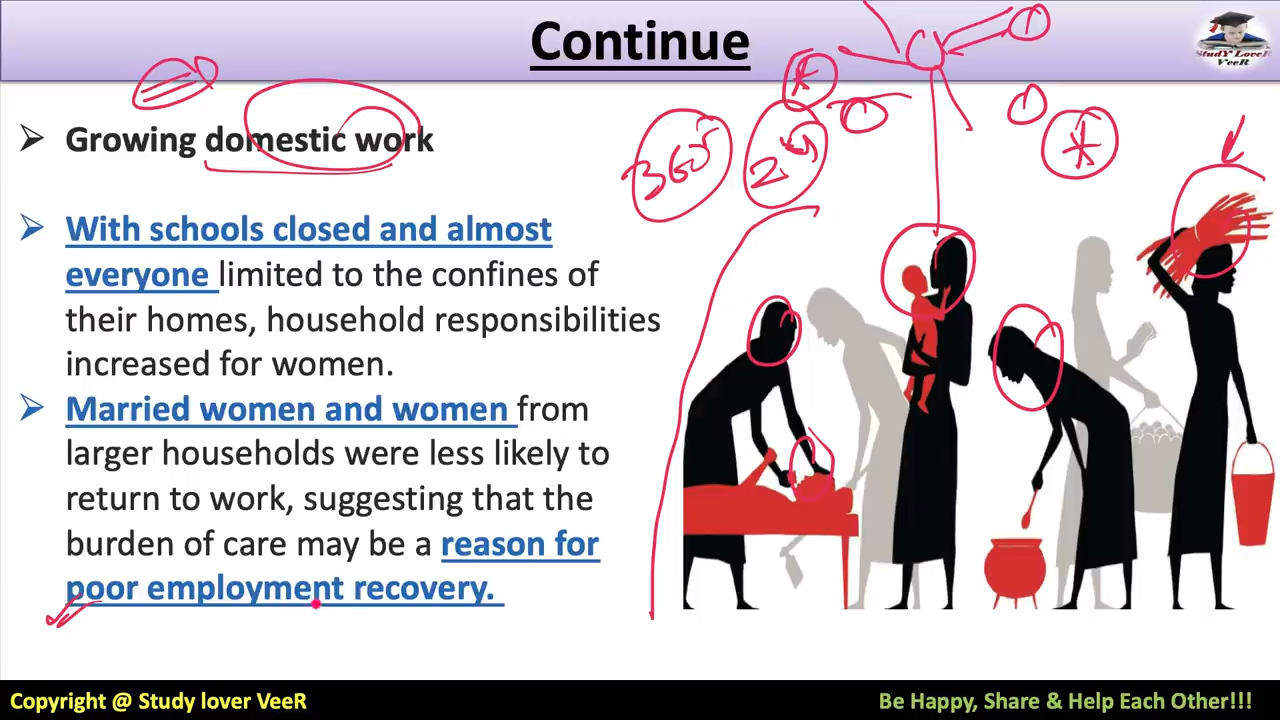 Continue
StudY LoveR
VeeR
Growing domestic work
With schools closed and almost
everyone limited to the confines of
their homes, household responsibilities
increased for women.
Married women and women from
larger households were less likely to
return to work, suggesting that the
burden of care may be a reason for
poor employment recovery.
365
Copyright @ Study lover VeeR
Be Happy, Share & Help Each Other!!!